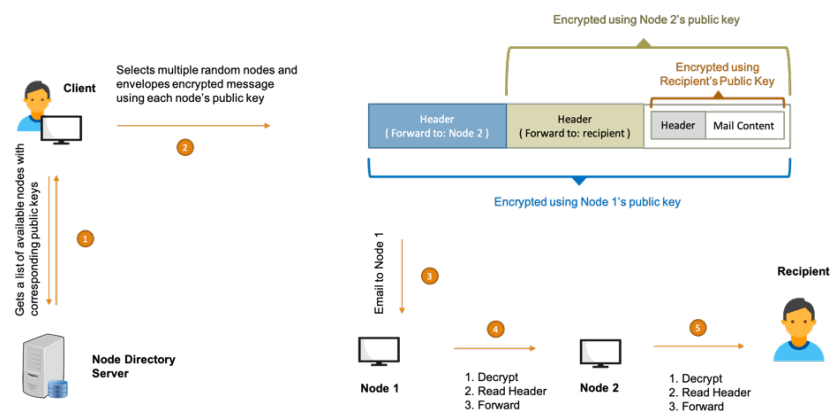 Encrypted using Node 2's public key
Client
Selects multiple random nodes and
envelopes encrypted message
using each node's public key
2
Encrypted using
Recipient's Public Key
Header
( Forward to: Node 2 )
Header
( Forward to: recipient )
Header
Mail Content
Encrypted using Node 1's public key
Gets a list of available nodes with
corresponding public keys
1
Email to Node 1
3
Recipient
4
5
Node Directory
Server
Node 1
1. Decrypt
2. Read Header
3. Forward
Node 2
1. Decrypt
2. Read Header
3. Forward